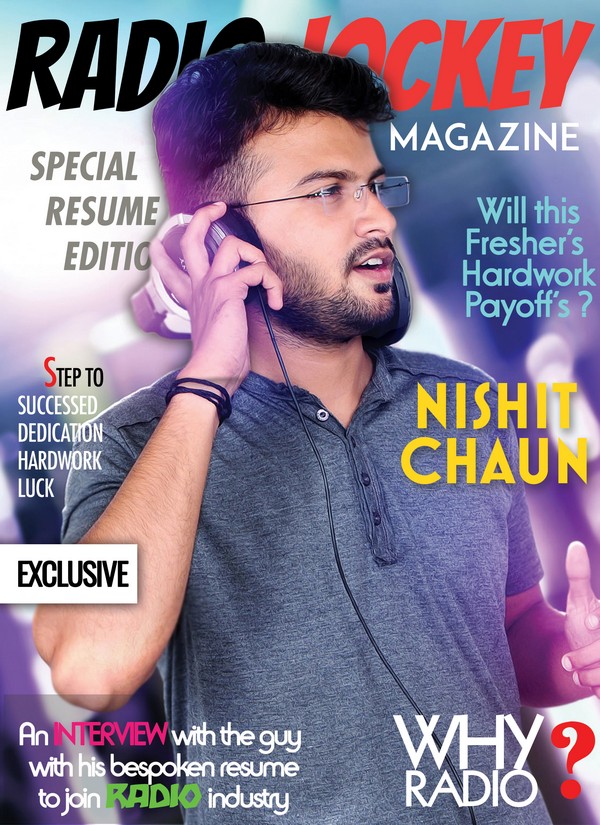 RADIO JOCKEY
MAGAZINE
SPECIAL
RESUME
EDITIO
Will this
Fresher's
Hardwork
Payoff's ?
STEP TO
SUCCESSED
DEDICATION
HARDWORK
LUCK
NISHIT
CHAUN
EXCLUSIVE
An INTERVIEW with the guy
with his bespoken resume
to join RADIO industry
WHY
RADIO ?